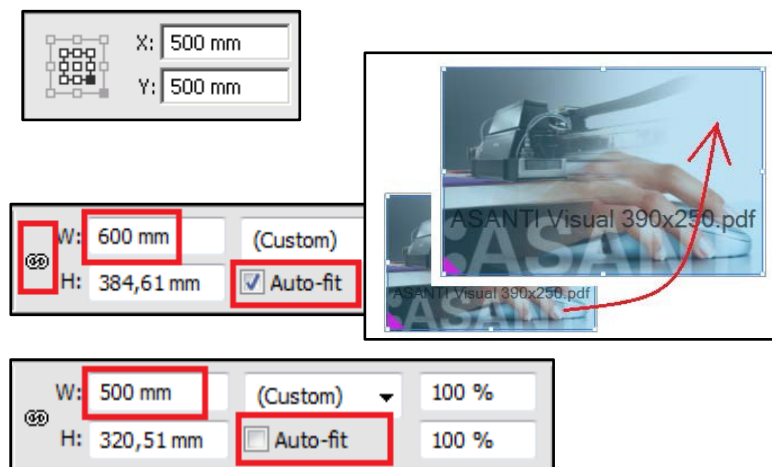 X: 500 mm
Y: 500 mm
ASANTI Visual 390x250.pdf
ASANTI
W: 600 mm (Custom)
H: 384,61 mm Auto-fit
ASANTI Visual 390x250.pdf
W: 500 mm (Custom) 100 %
H: 320,51 mm Auto-fit 100 %